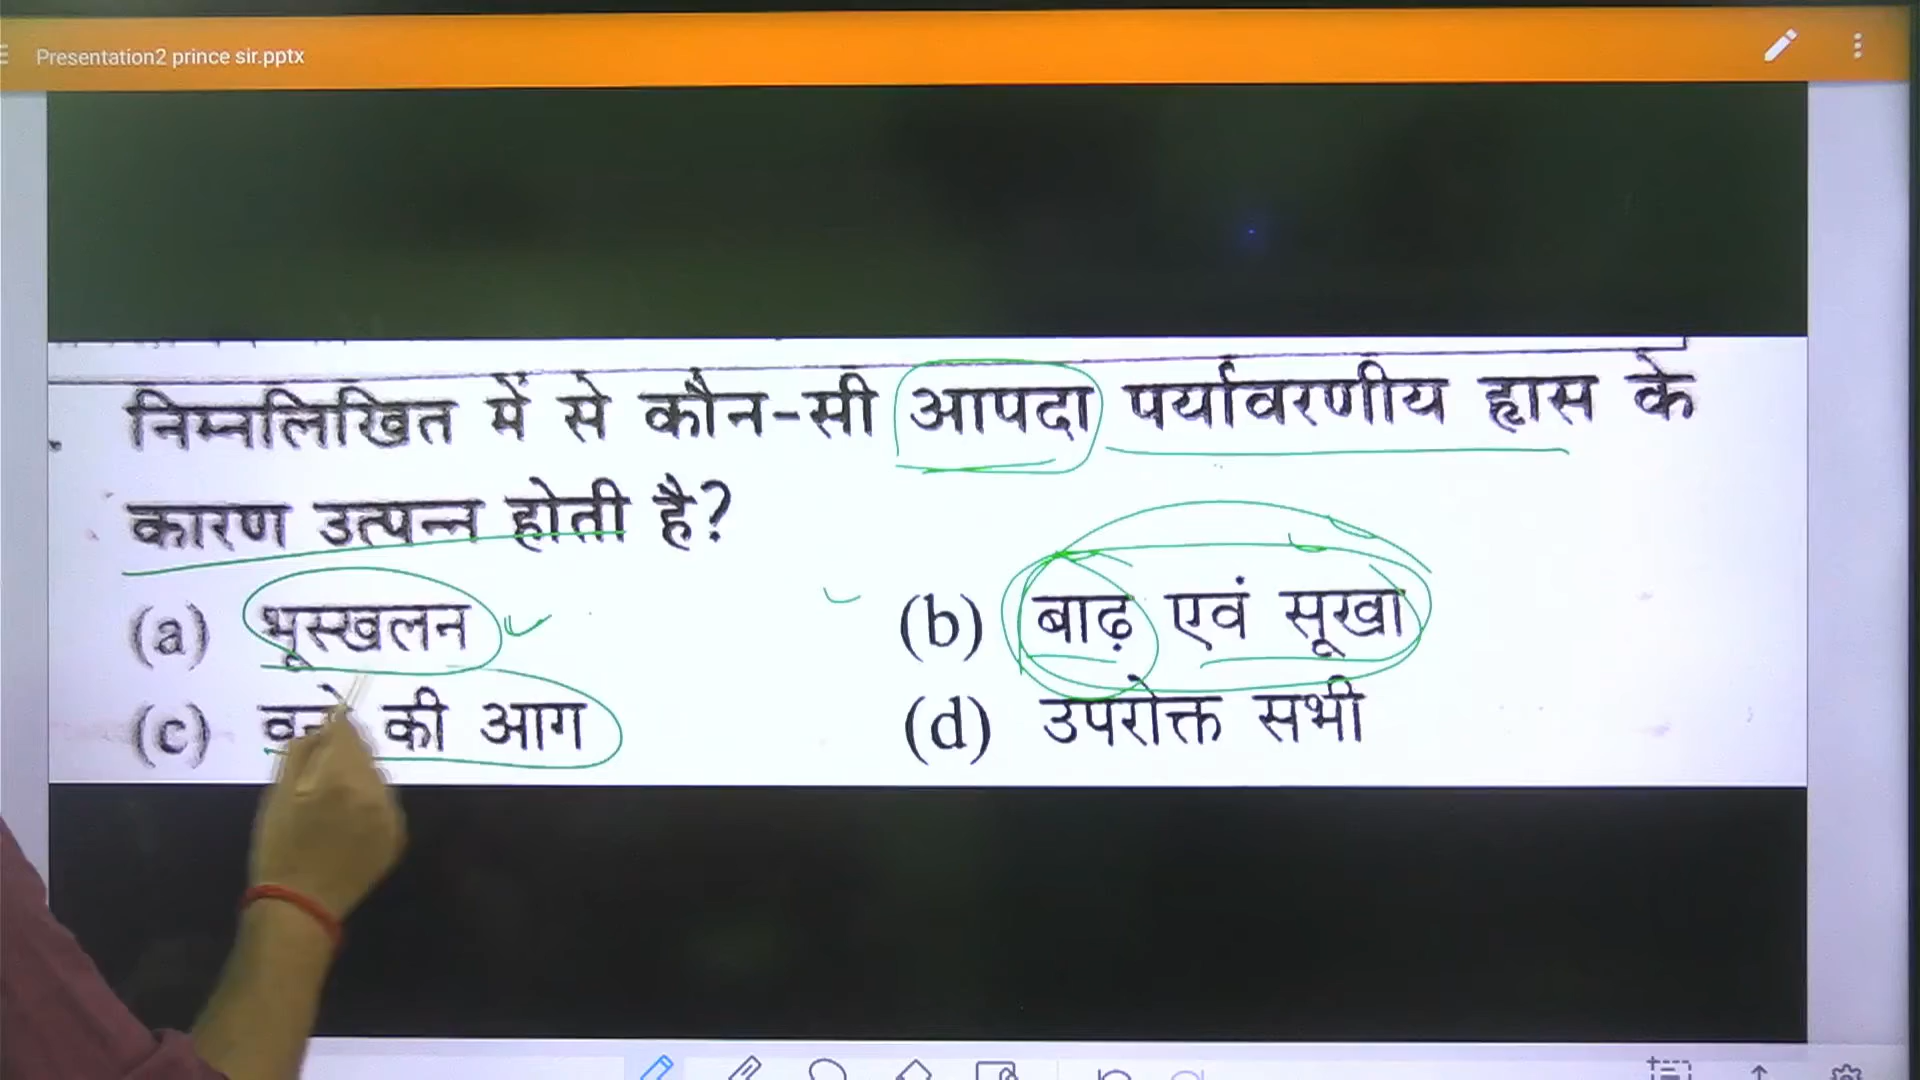 Presentation2 prince sir.pptx
निम्नलिखित में से कौन-सी आपदा पर्यावरणीय ह्रास के
कारण उत्पन्न होती है?
(a) भूस्खलन (b) बाढ़ एवं सूखा
(c) की आग (d) उपरोक्त सभी